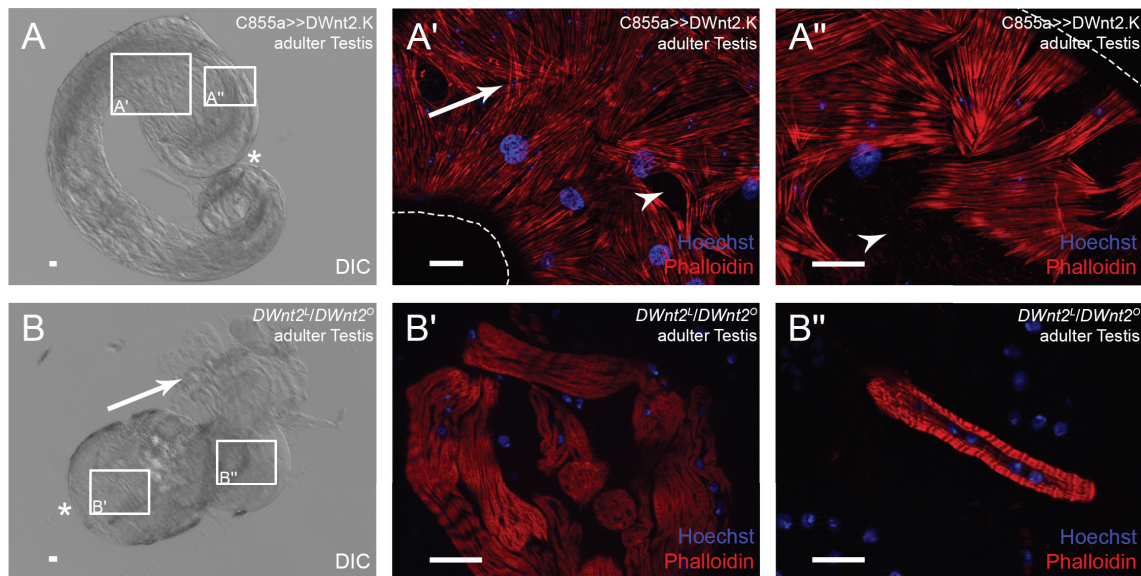 A
C855a>>DWnt2.K
adulter Testis
A'
A"
*
DIC
A'
C855a>>DWnt2.K
adulter Testis
Hoechst
Phalloidin
A"
C855a>>DWnt2.K
adulter Testis
Hoechst
Phalloidin
B
DWnt2ᴸ/DWnt2ᴼ
adulter Testis
B'
B"
*
DIC
B'
DWnt2ᴸ/DWnt2ᴼ
adulter Testis
Hoechst
Phalloidin
B"
DWnt2ᴸ/DWnt2ᴼ
adulter Testis
Hoechst
Phalloidin